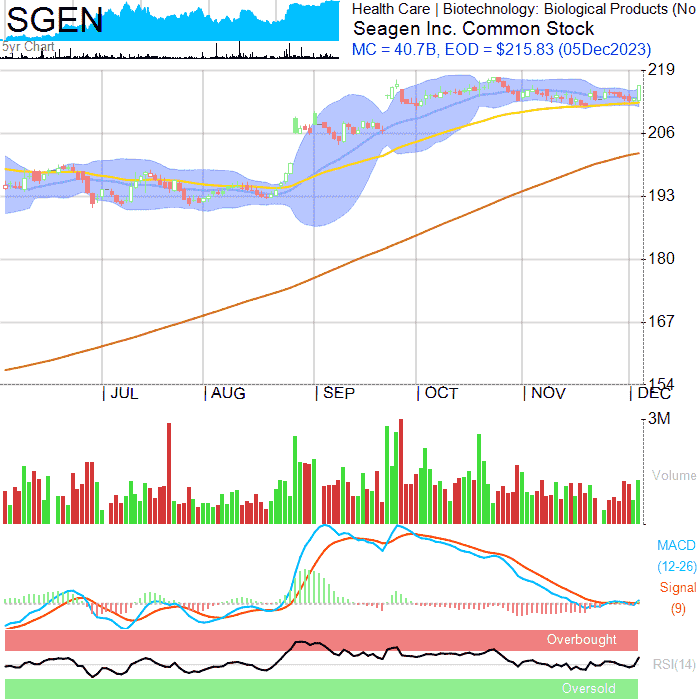 SGEN
5yr Chart
Health Care | Biotechnology: Biological Products (No
Seagen Inc. Common Stock
MC = 40.7B, EOD = $215.83 (05Dec2023)
219
206
193
180
167
154
JUL
AUG
SEP
OCT
NOV
DEC
3M
Volume
MACD
(12-26)
Signal
(9)
Overbought
RSI(14)
Oversold